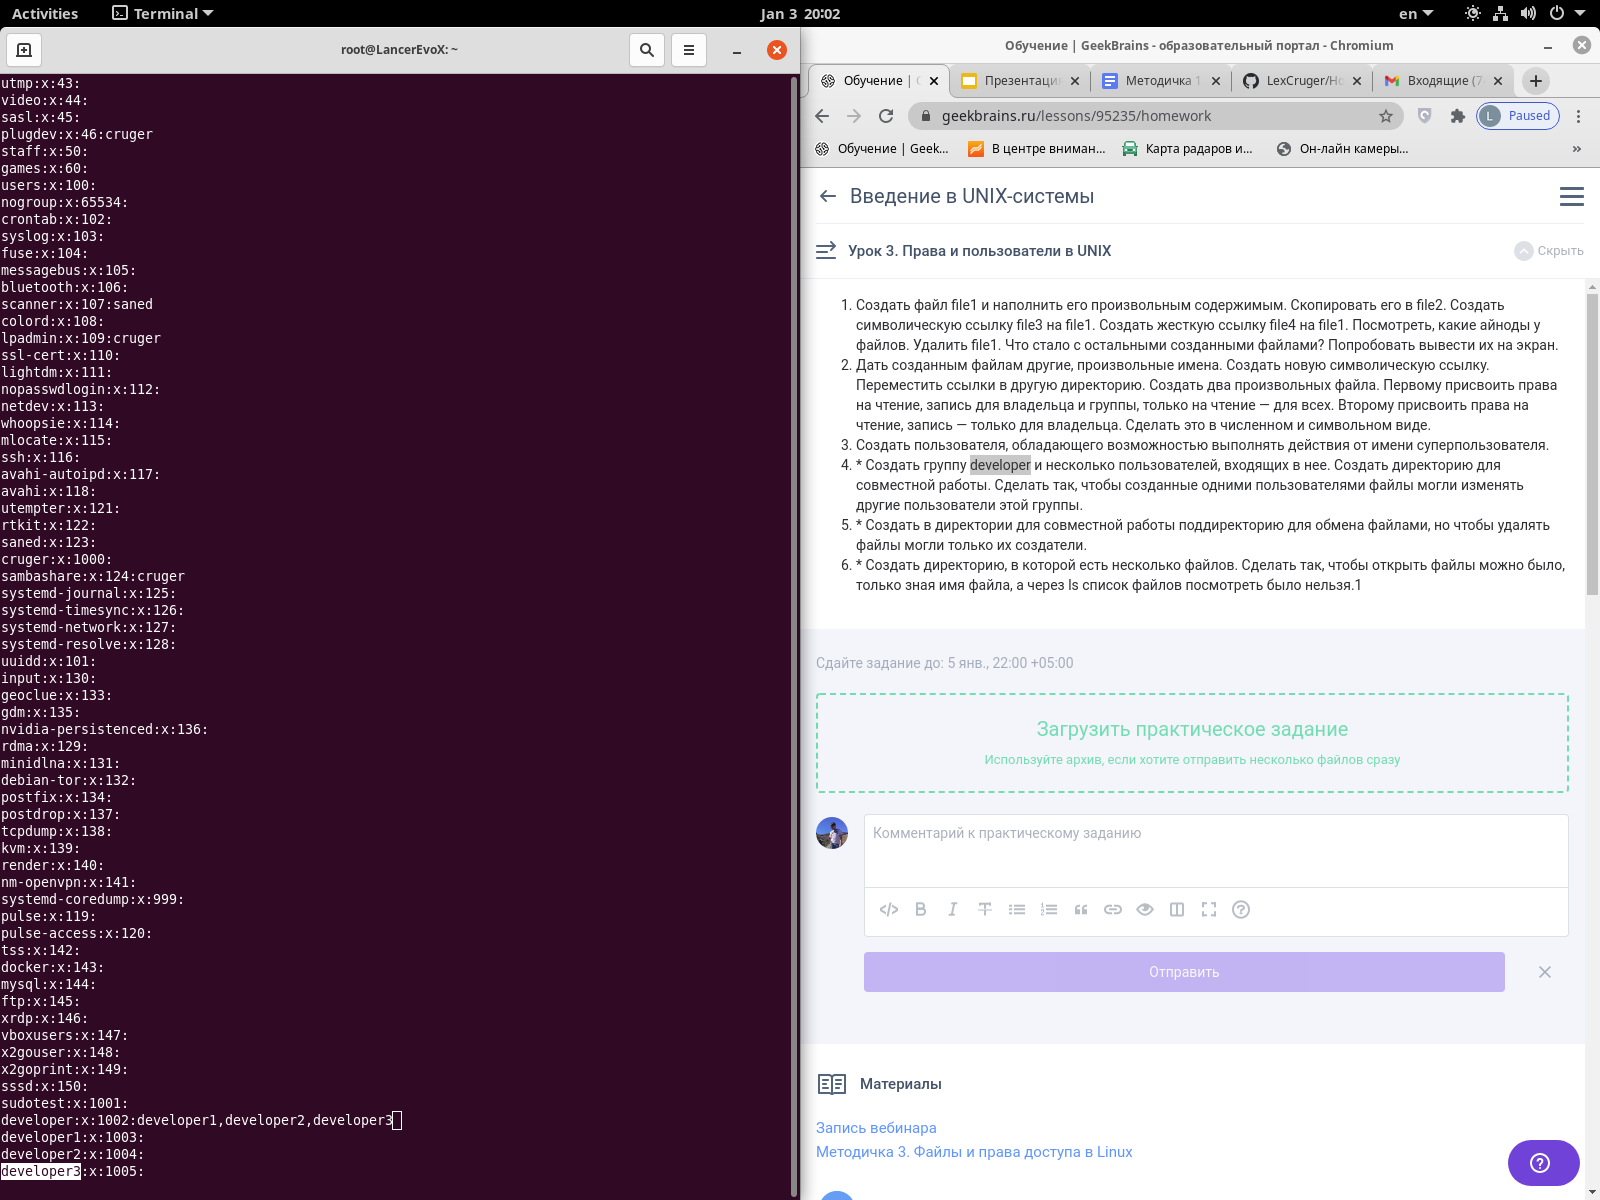 Activities
Terminal
Jan 3 20:02
en
root@LancerEvoX: ~
utmp:x:43:
video:x:44:
sasl:x:45:
plugdev:x:46:cruger
staff:x:50:
games:x:60:
users:x:100:
nogroup:x:65534:
crontab:x:102:
syslog:x:103:
fuse:x:104:
messagebus:x:105:
bluetooth:x:106:
scanner:x:107:saned
colord:x:108:
lpadmin:x:109:cruger
ssl-cert:x:110:
lightdm:x:111:
nopasswdlogin:x:112:
netdev:x:113:
whoopsie:x:114:
mlocate:x:115:
ssh:x:116:
avahi-autoipd:x:117:
avahi:x:118:
utempter:x:121:
rtkit:x:122:
saned:x:123:
cruger:x:1000:
sambashare:x:124:cruger
systemd-journal:x:125:
systemd-timesync:x:126:
systemd-network:x:127:
systemd-resolve:x:128:
uuidd:x:101:
input:x:130:
geoclue:x:133:
gdm:x:135:
nvidia-persistenced:x:136:
rdma:x:129:
minidlna:x:131:
debian-tor:x:132:
postfix:x:134:
postdrop:x:137:
tcpdump:x:138:
kvm:x:139:
render:x:140:
nm-openvpn:x:141:
systemd-coredump:x:999:
pulse:x:119:
pulse-access:x:120:
tss:x:142:
docker:x:143:
mysql:x:144:
ftp:x:145:
xrdp:x:146:
vboxusers:x:147:
x2gouser:x:148:
x2goprint:x:149:
sssd:x:150:
sudotest:x:1001:
developer:x:1002:developer1,developer2,developer3
developer1:x:1003:
developer2:x:1004:
developer3:x:1005:
Обучение | GeekBrains - образовательный портал - Chromium
Обучение |
Презентаци
Методичка 1
LexCruger/Ho
Входящие (7
geekbrains.ru/lessons/95235/homework
L Paused
Обучение | Geek...
В центре вниман...
Карта радаров и...
Он-лайн камеры...
»
Введение в UNIX-системы
Урок 3. Права и пользователи в UNIX
Скрыть
1. Создать файл file1 и наполнить его произвольным содержимым. Скопировать его в file2. Создать
символическую ссылку file3 на file1. Создать жесткую ссылку file4 на file1. Посмотреть, какие айноды у
файлов. Удалить file1. Что стало с остальными созданными файлами? Попробовать вывести их на экран.
2. Дать созданным файлам другие, произвольные имена. Создать новую символическую ссылку.
Переместить ссылки в другую директорию. Создать два произвольных файла. Первому присвоить права
на чтение, запись для владельца и группы, только на чтение — для всех. Второму присвоить права на
чтение, запись — только для владельца. Сделать это в численном и символьном виде.
3. Создать пользователя, обладающего возможностью выполнять действия от имени суперпользователя.
4. * Создать группу developer и несколько пользователей, входящих в нее. Создать директорию для
совместной работы. Сделать так, чтобы созданные одними пользователями файлы могли изменять
другие пользователи этой группы.
5. * Создать в директории для совместной работы поддиректорию для обмена файлами, но чтобы удалять
файлы могли только их создатели.
6. * Создать директорию, в которой есть несколько файлов. Сделать так, чтобы открыть файлы можно было,
только зная имя файла, а через ls список файлов посмотреть было нельзя.1
Сдайте задание до: 5 янв., 22:00 +05:00
Загрузить практическое задание
Используйте архив, если хотите отправить несколько файлов сразу
Комментарий к практическому заданию
Отправить
Материалы
Запись вебинара
Методичка 3. Файлы и права доступа в Linux